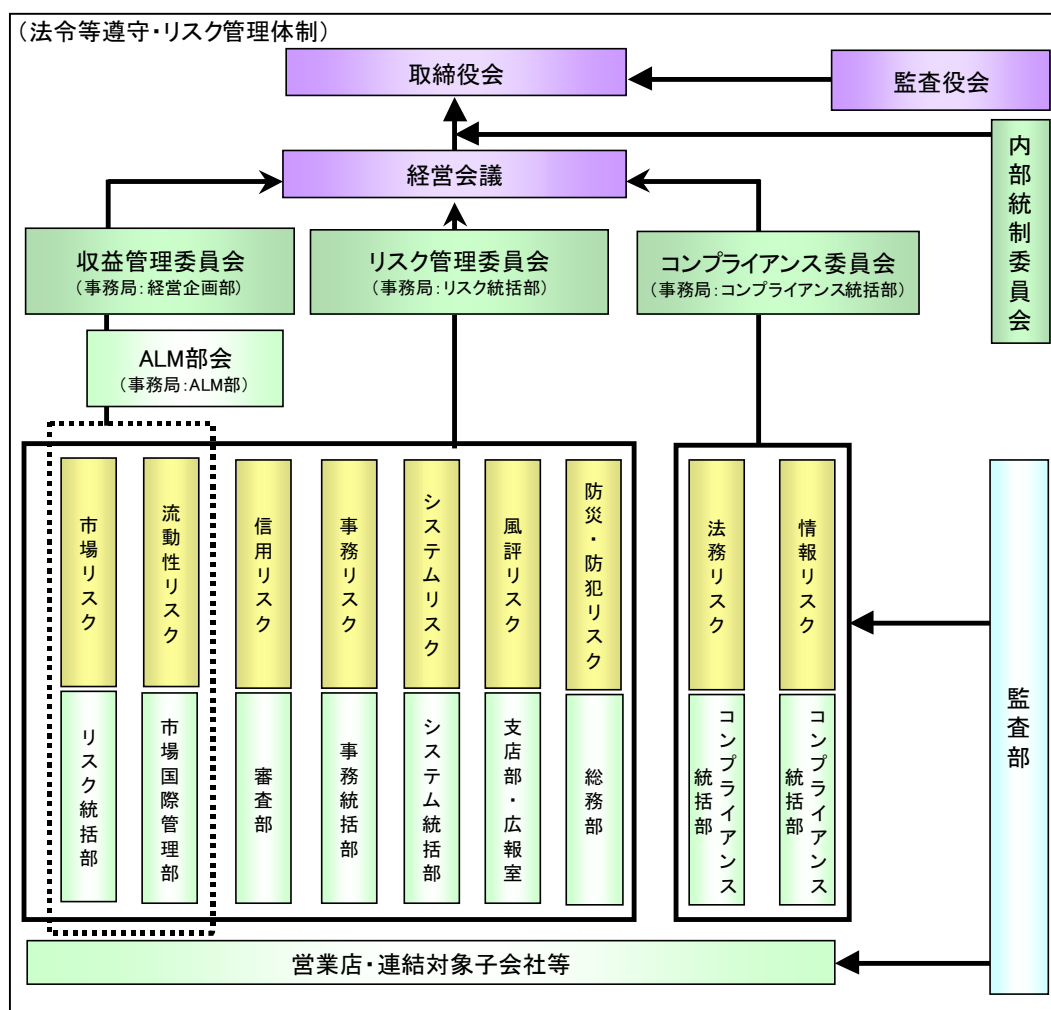 （法令等遵守・リスク管理体制）
取締役会
監査役会
経営会議
内部統制委員会
収益管理委員会
（事務局：経営企画部）
リスク管理委員会
（事務局：リスク統括部）
コンプライアンス委員会
（事務局：コンプライアンス統括部）
ALM部会
（事務局：ALM部）
市場リスク
流動性リスク
信用リスク
事務リスク
システムリスク
風評リスク
防災・防犯リスク
法務リスク
情報リスク
リスク統括部
市場国際管理部
審査部
事務統括部
システム統括部
支店部・広報室
総務部
コンプライアンス
統括部
コンプライアンス
統括部
監査部
営業店・連結対象子会社等